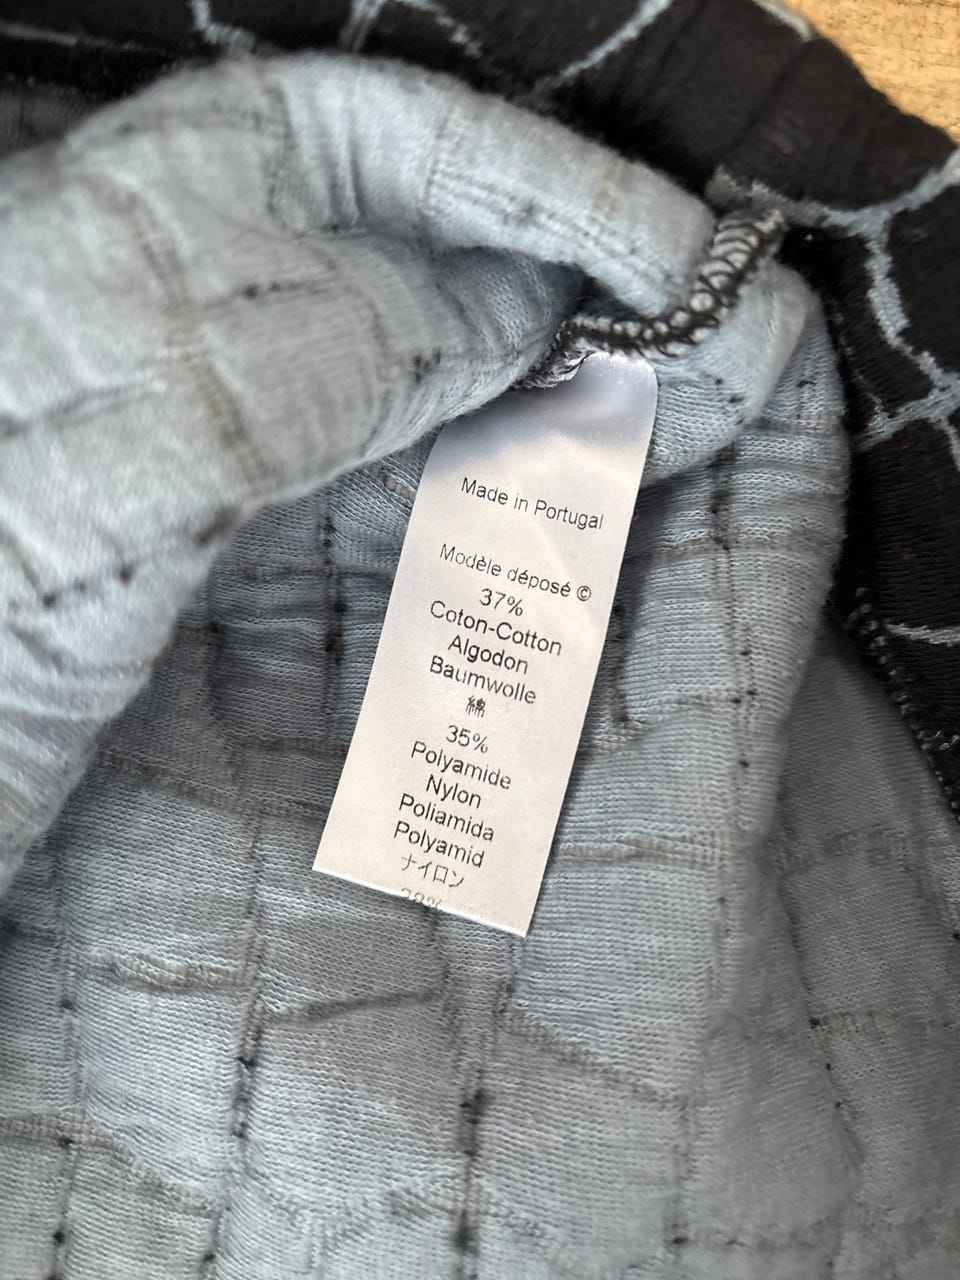 Made in Portugal
Modèle déposé ©
37%
Coton-Cotton
Algodon
Baumwolle
綿
35%
Polyamide
Nylon
Poliamida
Polyamid
ナイロン